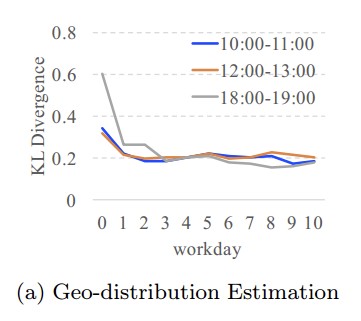 0.8
0.6
0.4
0.2
0
KL Divergence
10:00-11:00
12:00-13:00
18:00-19:00
0 1 2 3 4 5 6 7 8 9 10
workday
(a) Geo-distribution Estimation